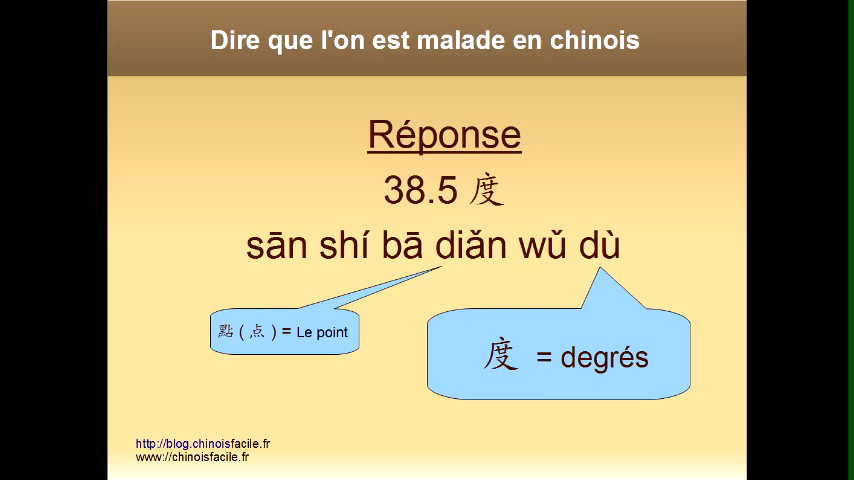 Dire que l'on est malade en chinois
Réponse
38.5 度
sān shí bā diǎn wǔ dù
點 ( 点 ) = Le point
度 = degrés
http://blog.chinoisfacile.fr
www://chinoisfacile.fr